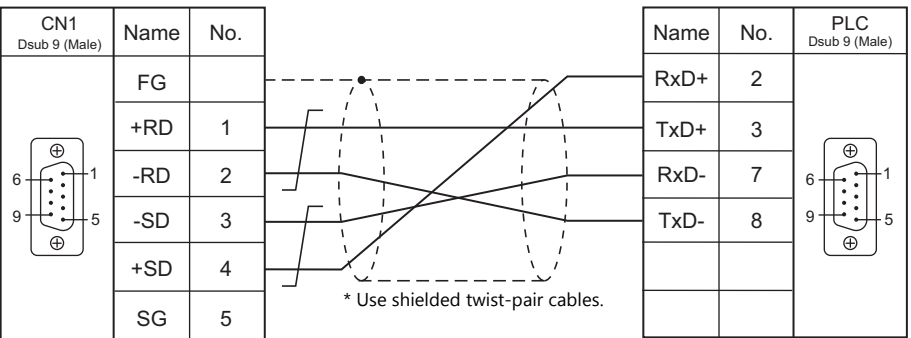 CN1
Dsub 9 (Male)
Name No.
FG
+RD 1
-RD 2
-SD 3
+SD 4
SG 5
6
1
9
5
* Use shielded twist-pair cables.
Name No.
PLC
Dsub 9 (Male)
RxD+ 2
TxD+ 3
RxD- 7
TxD- 8
6
1
9
5